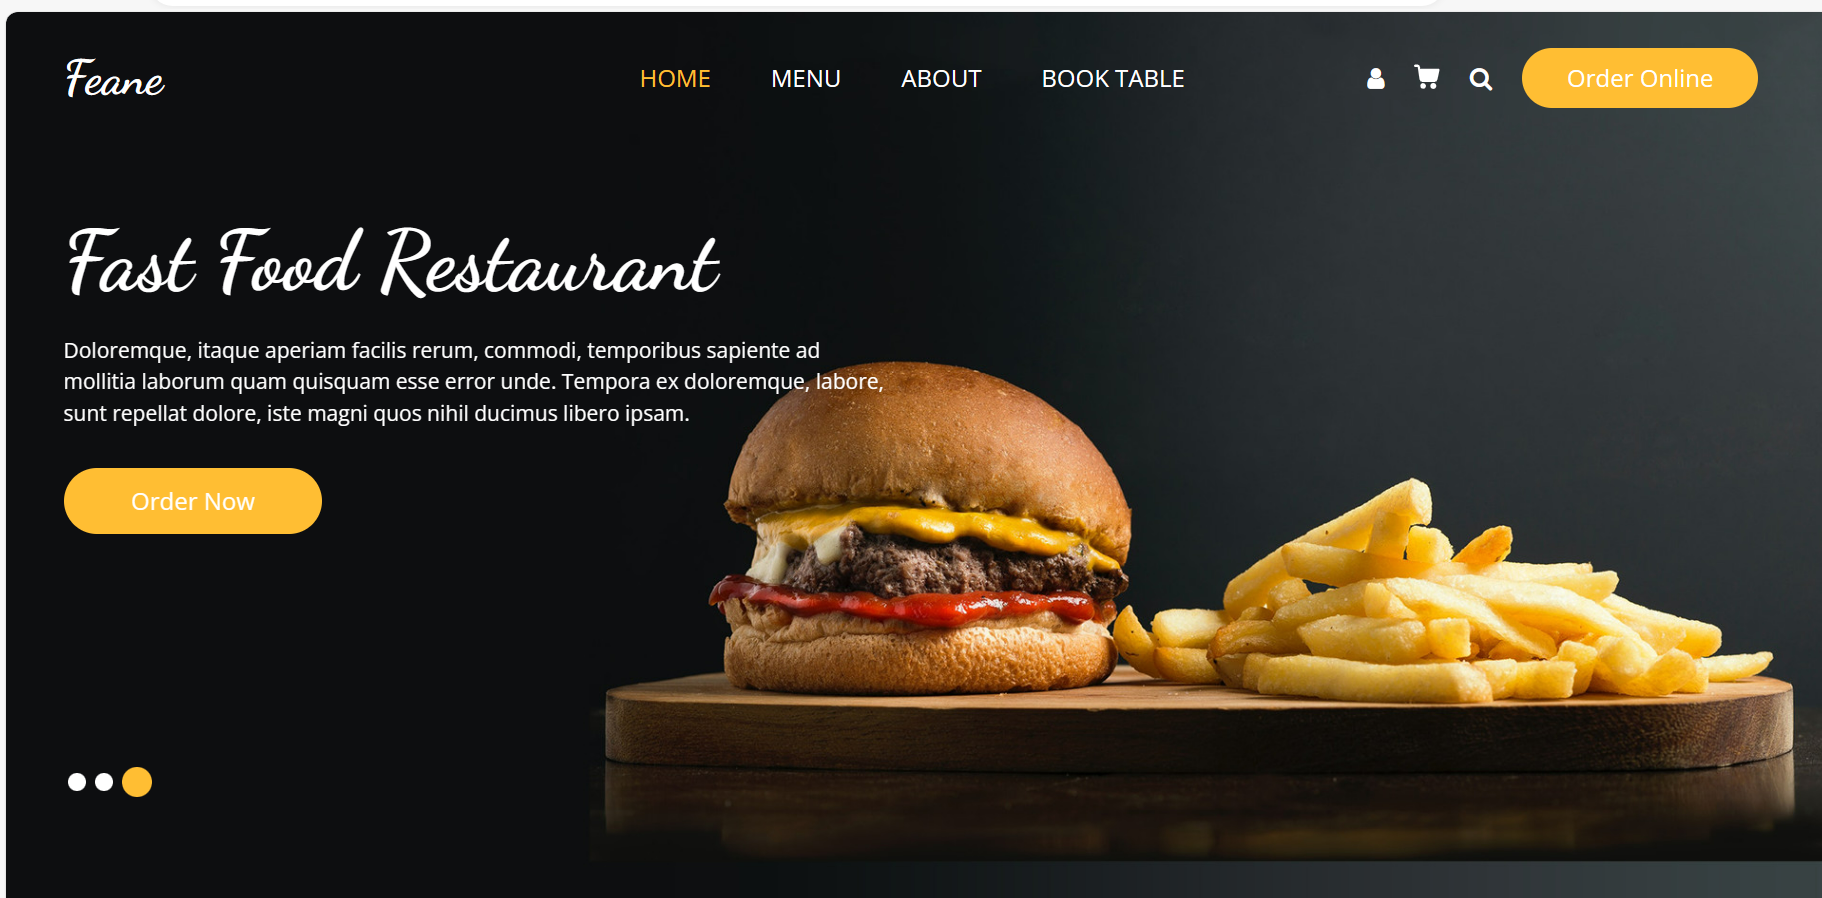 Feane
HOME MENU ABOUT BOOK TABLE
Order Online
Fast Food Restaurant
Doloremque, itaque aperiam facilis rerum, commodi, temporibus sapiente ad
mollitia laborum quam quisquam esse error unde. Tempora ex doloremque, labore,
sunt repellat dolore, iste magni quos nihil ducimus libero ipsam.
Order Now